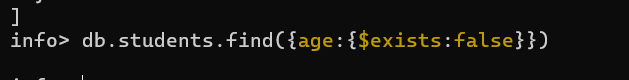 ]
info> db.students.find({age:{$exists:false}})